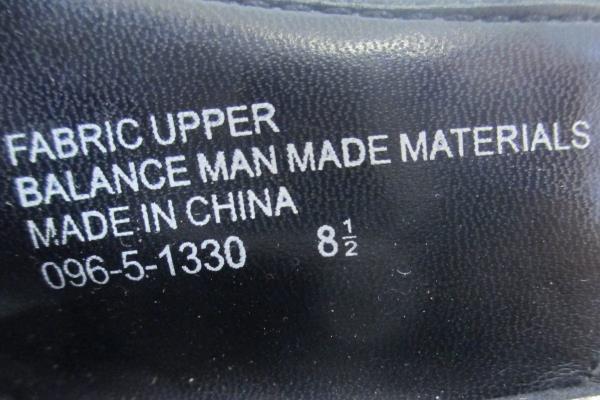 FABRIC UPPER
BALANCE MAN MADE MATERIALS
MADE IN CHINA
096-5-1330 8½